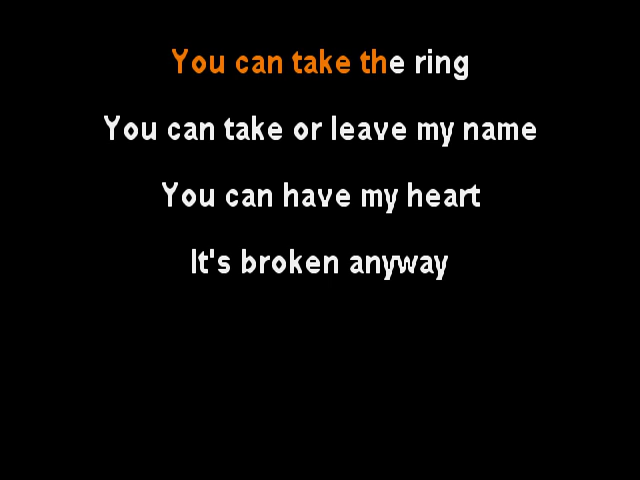 You can take the ring
You can take or leave my name
You can have my heart
It's broken anyway